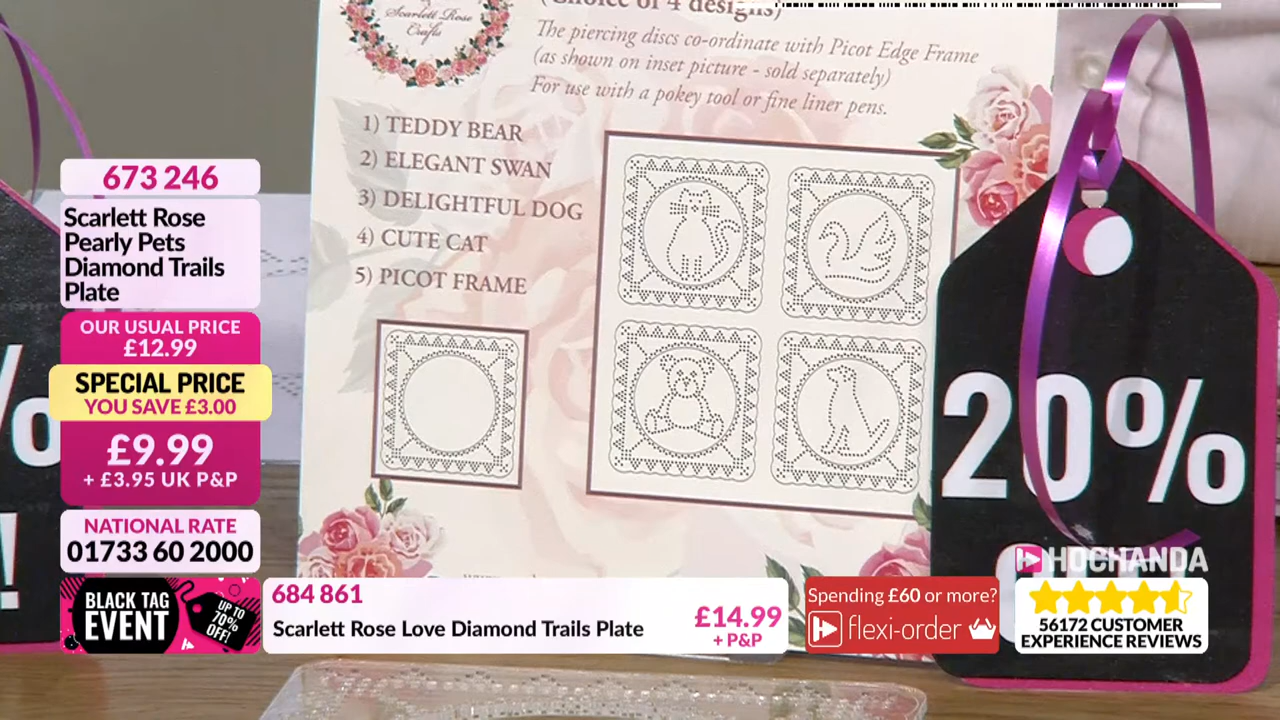 Scarlett Rose
Crafts
(Choice of 4 designs)
The piercing discs co-ordinate with Picot Edge Frame
(as shown on inset picture - sold separately)
For use with a pokey tool or fine liner pens.
1) TEDDY BEAR
2) ELEGANT SWAN
3) DELIGHTFUL DOG
4) CUTE CAT
5) PICOT FRAME
673 246
Scarlett Rose
Pearly Pets
Diamond Trails
Plate
OUR USUAL PRICE
£12.99
SPECIAL PRICE
YOU SAVE £3.00
£9.99
+ £3.95 UK P&P
NATIONAL RATE
01733 60 2000
BLACK TAG
EVENT
UP TO
70%
OFF!
684 861
Scarlett Rose Love Diamond Trails Plate
£14.99
+ P&P
Spending £60 or more?
flexi-order
20%
HOCHANDA
56172 CUSTOMER
EXPERIENCE REVIEWS